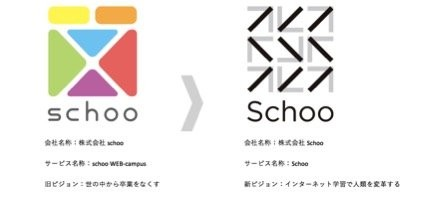 schoo
会社名称：株式会社 schoo
サービス名称：schoo WEB-campus
旧ビジョン：世の中から卒業をなくす
Schoo
会社名称：株式会社 Schoo
サービス名称：Schoo
新ビジョン：インターネット学習で人類を変革する